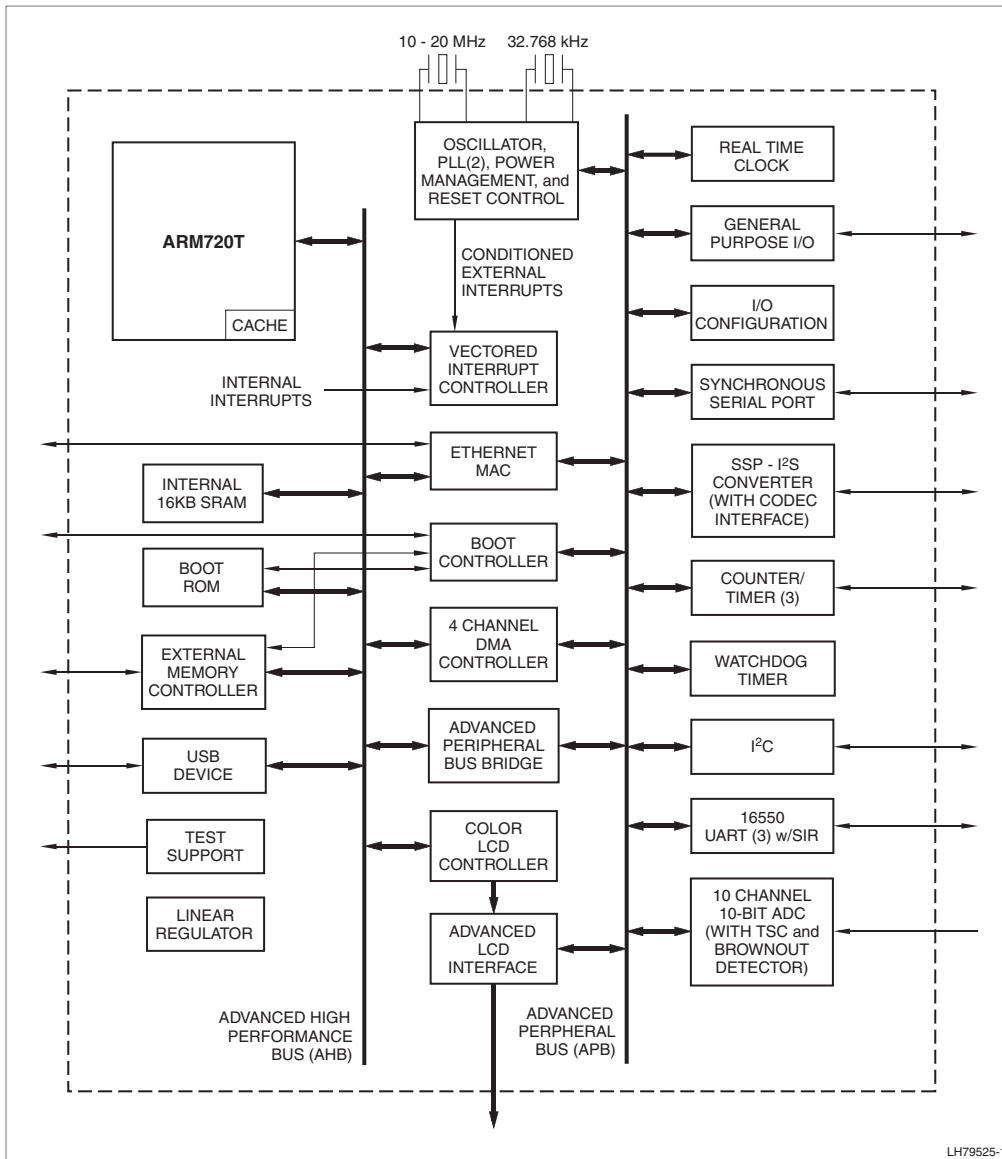 10 - 20 MHz
32.768 kHz
OSCILLATOR,
PLL(2), POWER
MANAGEMENT, and
RESET CONTROL
REAL TIME
CLOCK
ARM720T
CACHE
GENERAL
PURPOSE I/O
CONDITIONED
EXTERNAL
INTERRUPTS
I/O
CONFIGURATION
VECTORED
INTERRUPT
CONTROLLER
INTERNAL
INTERRUPTS
SYNCHRONOUS
SERIAL PORT
ETHERNET
MAC
INTERNAL
16KB SRAM
SSP - I²S
CONVERTER
(WITH CODEC
INTERFACE)
BOOT
CONTROLLER
BOOT
ROM
COUNTER/
TIMER (3)
4 CHANNEL
DMA
CONTROLLER
EXTERNAL
MEMORY
CONTROLLER
WATCHDOG
TIMER
ADVANCED
PERIPHERAL
BUS BRIDGE
I²C
USB
DEVICE
COLOR
LCD
CONTROLLER
16550
UART (3) w/SIR
TEST
SUPPORT
LINEAR
REGULATOR
ADVANCED
LCD
INTERFACE
10 CHANNEL
10-BIT ADC
(WITH TSC and
BROWNOUT
DETECTOR)
ADVANCED HIGH
PERFORMANCE
BUS (AHB)
ADVANCED
PERPHERAL
BUS (APB)